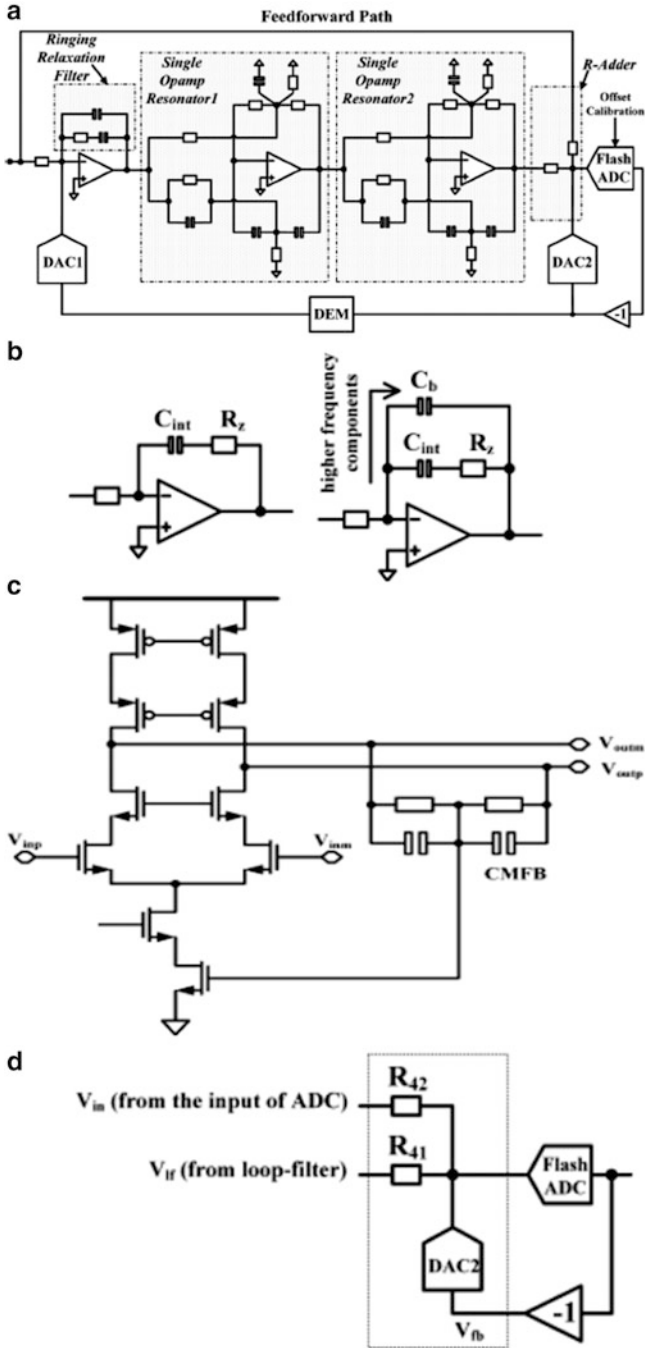 a
Feedforward Path
Ringing
Relaxation
Filter
Single
Opamp
Resonator1
Single
Opamp
Resonator2
R-Adder
Offset
Calibration
Flash
ADC
DAC1
DAC2
DEM
-1
b
C_int R_z
higher frequency
components
C_b
C_int R_z
c
V_outm
V_outp
V_inp
V_inm
CMFB
d
R_42
V_in (from the input of ADC)
R_41
V_lf (from loop-filter)
Flash
ADC
DAC2
-1
V_fb